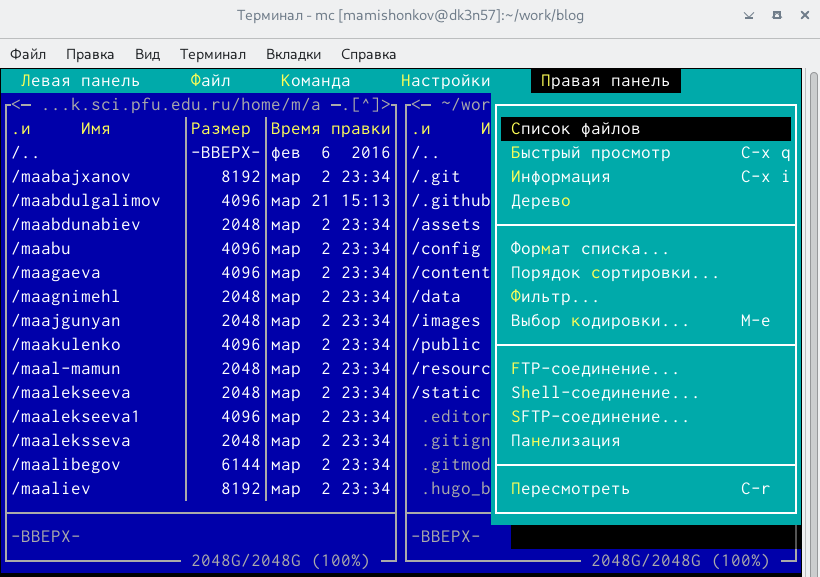 Терминал - mc [mamishonkov@dk3n57]:~/work/blog
Файл Правка Вид Терминал Вкладки Справка
Левая панель Файл Команда Настройки Правая панель
<— ...k.sci.pfu.edu.ru/home/m/a —.[^]> <— ~/wor
.и Имя Размер Время правки .и И Список файлов
/.. -ВВЕРХ- фев 6 2016 /.. Быстрый просмотр C-x q
/maabajxanov 8192 мар 2 23:34 /.git Информация C-x i
/maabdulgalimov 4096 мар 21 15:13 /.github Дерево
/maabdunabiev 2048 мар 2 23:34 /assets
/maabu 4096 мар 2 23:34 /config Формат списка...
/maagaeva 4096 мар 2 23:34 /content Порядок сортировки...
/maagnimehl 2048 мар 2 23:34 /data Фильтр...
/maajgunyan 2048 мар 2 23:34 /images Выбор кодировки... M-e
/maakulenko 4096 мар 2 23:34 /public
/maal-mamun 2048 мар 2 23:34 /resourc FTP-соединение...
/maalekseeva 2048 мар 2 23:34 /static Shell-соединение...
/maalekseeva1 4096 мар 2 23:34 .editor SFTP-соединение...
/maaleksseva 2048 мар 2 23:34 .gitign Панелизация
/maalibegov 6144 мар 2 23:34 .gitmod
/maaliev 8192 мар 2 23:34 .hugo_b Пересмотреть C-r
-ВВЕРХ- -ВВЕРХ-
2048G/2048G (100%) 2048G/2048G (100%)